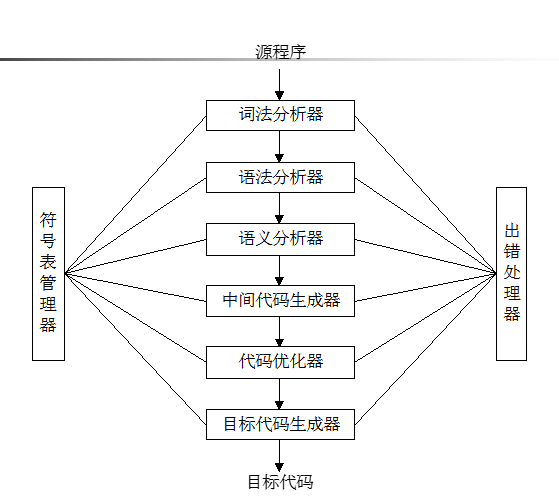 源程序
词法分析器
语法分析器
语义分析器
中间代码生成器
代码优化器
目标代码生成器
目标代码
符号表管理器
出错处理器